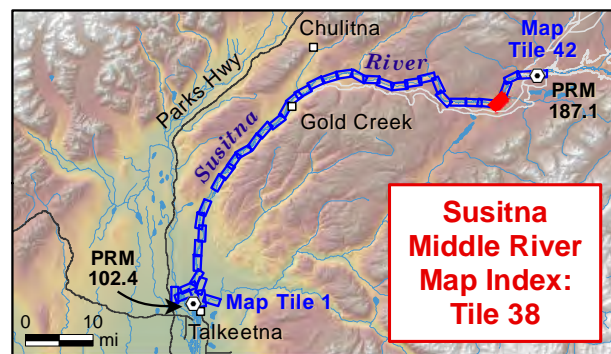 Chulitna
Map
Tile 42
River
Parks Hwy
PRM
187.1
Gold Creek
Susitna
Susitna
Middle River
Map Index:
Tile 38
PRM
102.4
Map Tile 1
0 10
mi
Talkeetna